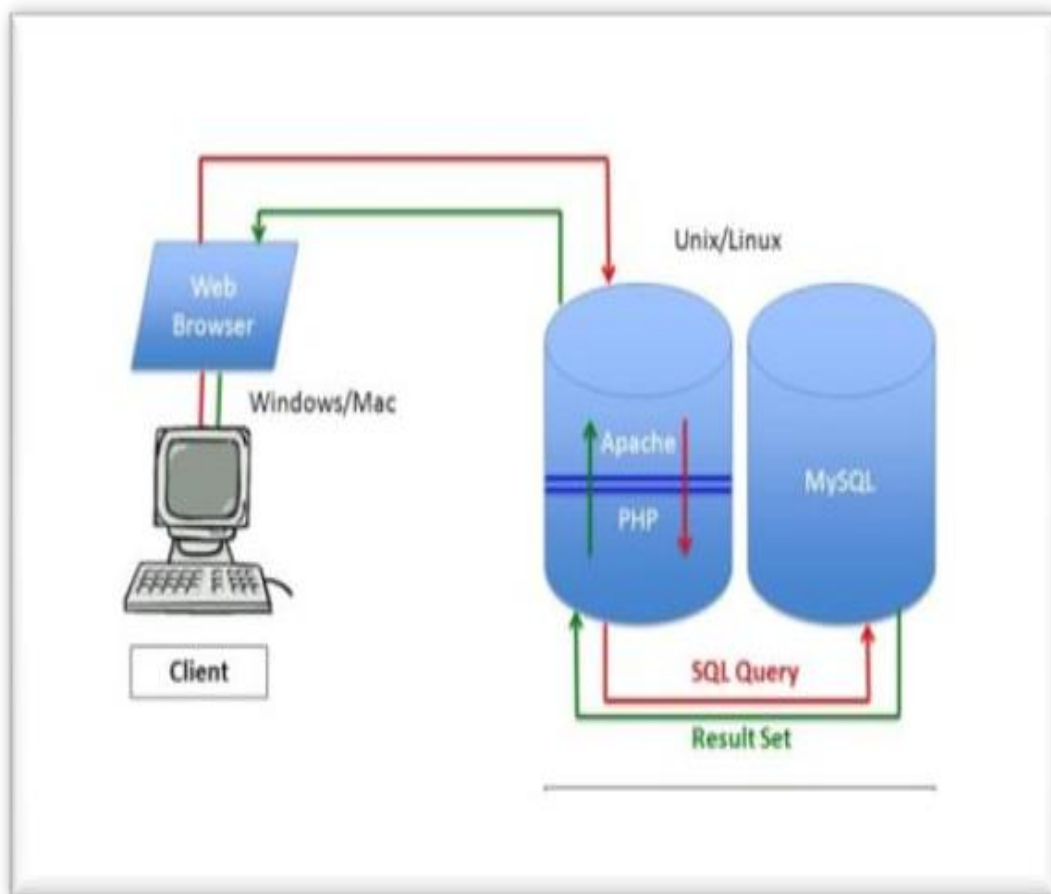 Unix/Linux
Web
Browser
Windows/Mac
Apache
PHP
MySQL
Client
SQL Query
Result Set